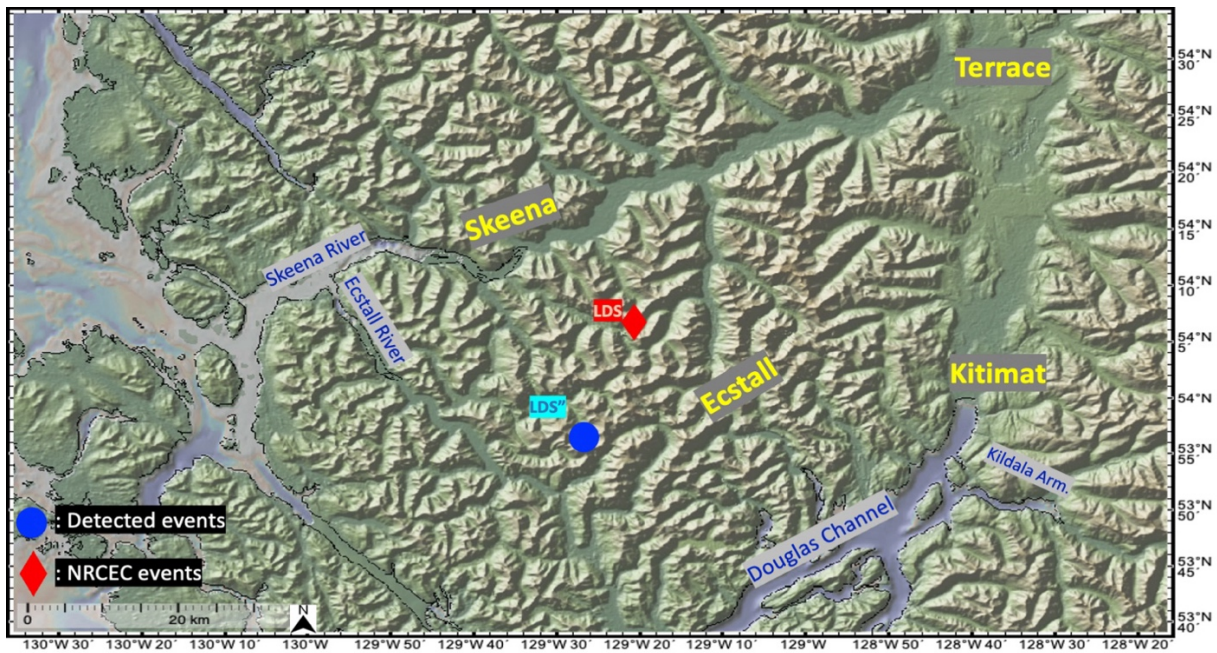 Terrace
54°N
30'
54°N
25'
54°N
20'
54°N
15'
54°N
10'
54°N
5'
54°N
53°N
55'
53°N
50'
53°N
45'
53°N
40'
Skeena
Skeena River
Ecstall River
LDS
Ecstall
Kitimat
LDS"
Kildala Arm.
Douglas Channel
: Detected events
: NRCEC events
0 20 km
N
130°W 30' 130°W 20' 130°W 10' 130°W 129°W 50' 129°W 40' 129°W 30' 129°W 20' 129°W 10' 129°W 128°W 50' 128°W 40' 128°W 30' 128°W 20'